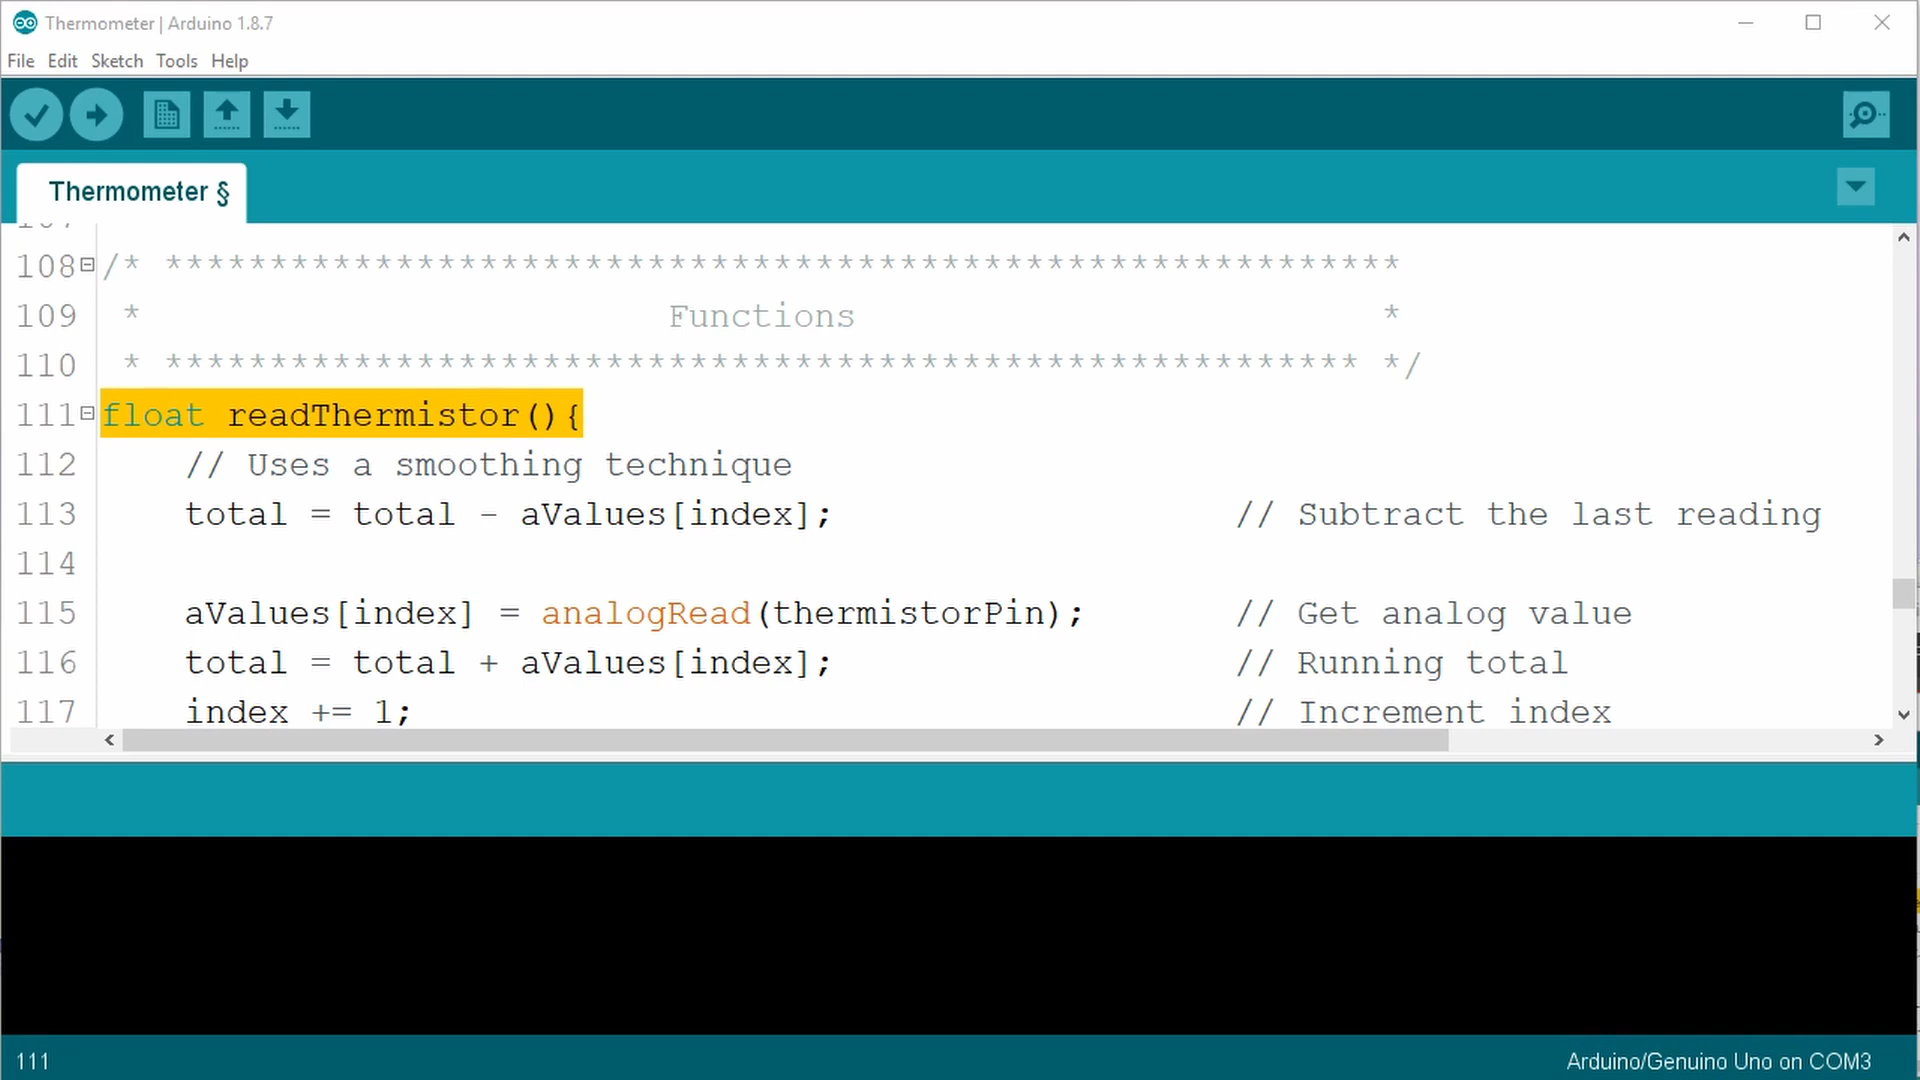 Thermometer | Arduino 1.8.7
File Edit Sketch Tools Help
Thermometer §
108 /* ***********************************************************
109 * Functions *
110 * ********************************************************* */
111 float readThermistor(){
112 // Uses a smoothing technique
113 total = total - aValues[index]; // Subtract the last reading
114
115 aValues[index] = analogRead(thermistorPin); // Get analog value
116 total = total + aValues[index]; // Running total
117 index += 1; // Increment index
111
Arduino/Genuino Uno on COM3